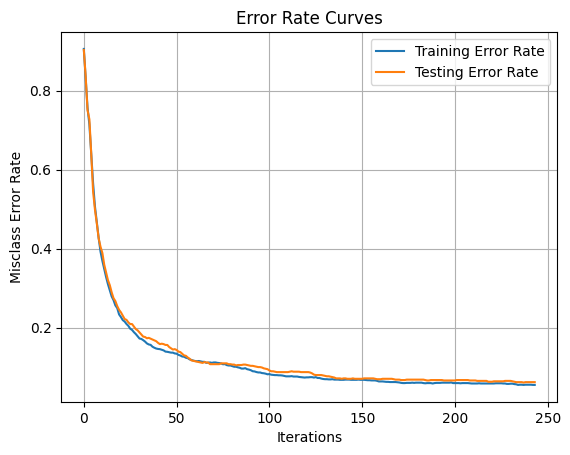 Error Rate Curves
Training Error Rate
Testing Error Rate
Misclass Error Rate
0.8
0.6
0.4
0.2
0 50 100 150 200 250
Iterations